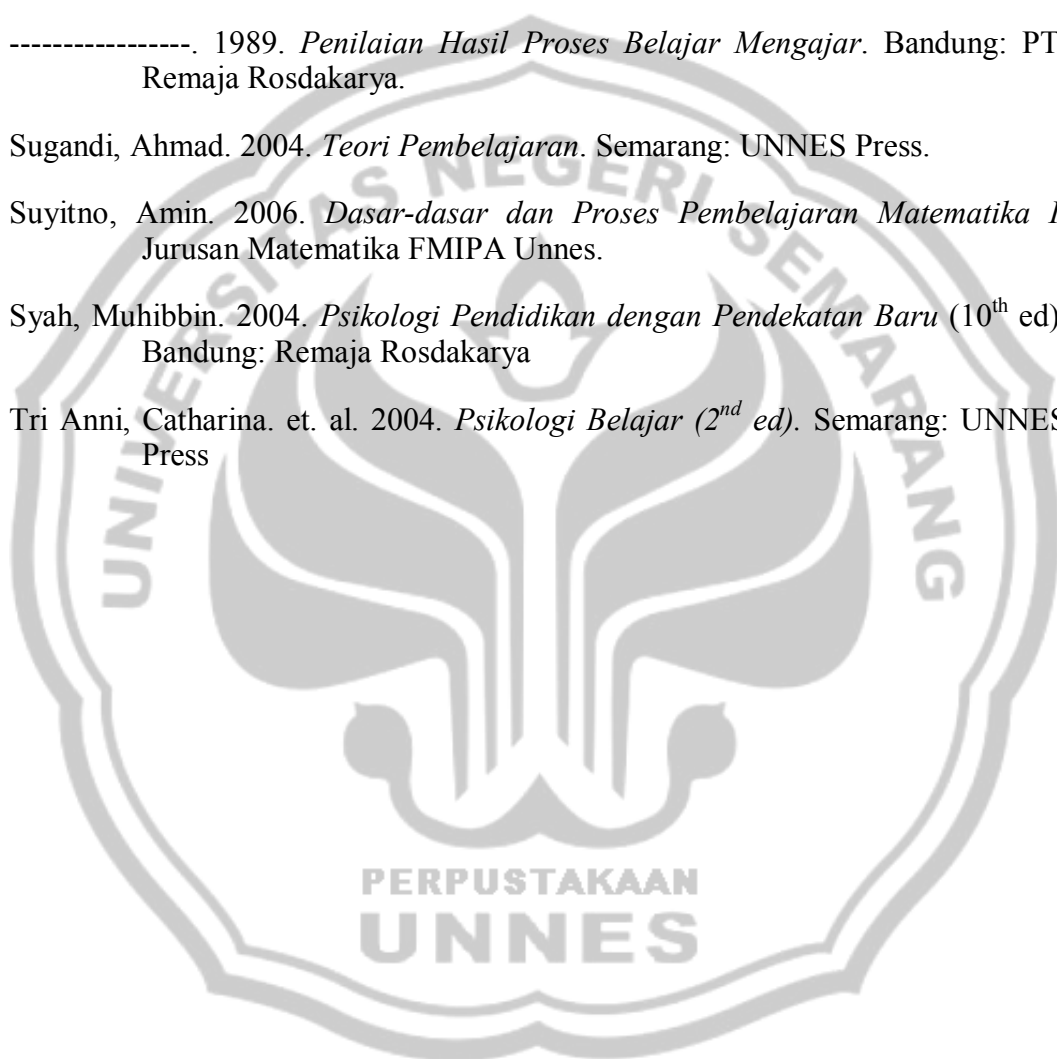 -----------------. 1989. Penilaian Hasil Proses Belajar Mengajar. Bandung: PT
Remaja Rosdakarya.
Sugandi, Ahmad. 2004. Teori Pembelajaran. Semarang: UNNES Press.
Suyitno, Amin. 2006. Dasar-dasar dan Proses Pembelajaran Matematika
Jurusan Matematika FMIPA Unnes.
Syah, Muhibbin. 2004. Psikologi Pendidikan dengan Pendekatan Baru (10th ed)
Bandung: Remaja Rosdakarya
Tri Anni, Catharina. et. al. 2004. Psikologi Belajar (2nd ed). Semarang: UNNES
Press
UNIVERSITAS NEGERI SEMARANG
PERPUSTAKAAN
UNNES